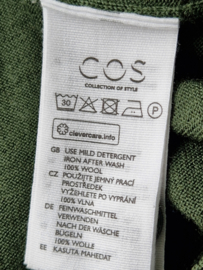 COS
COLLECTION OF STYLE
30
P
clevercare.info
GB USE MILD DETERGENT
IRON AFTER WASH
100% WOOL
CZ POUŽIJTE JEMNÝ PRACÍ
PROSTŘEDEK
VYŽEHLETE PO VYPRÁNÍ
100% VLNA
DE FEINWASCHMITTEL
VERWENDEN
NACH DER WÄSCHE
BÜGELN
100% WOLLE
EE KASUTA MAHEDAT